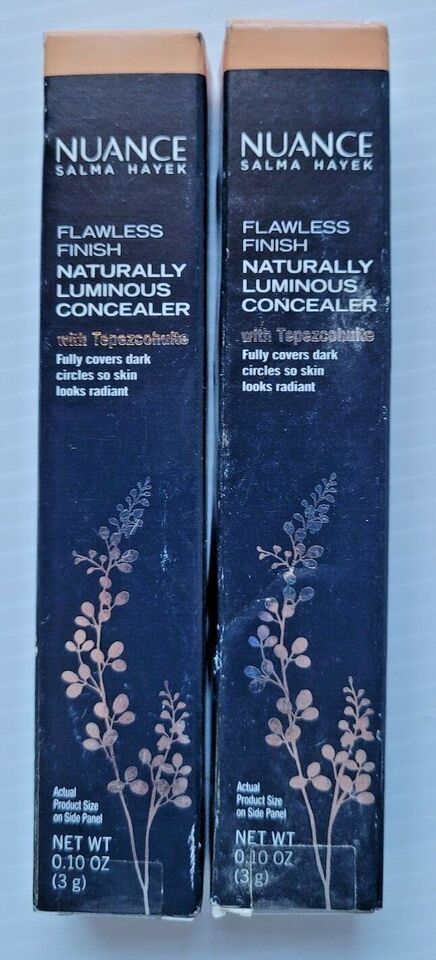 NUANCE
SALMA HAYEK
FLAWLESS
FINISH
NATURALLY
LUMINOUS
CONCEALER
with Tepezcohuite
Fully covers dark
circles so skin
looks radiant
Actual
Product Size
on Side Panel
NET WT
0.10 OZ
(3 g)
NUANCE
SALMA HAYEK
FLAWLESS
FINISH
NATURALLY
LUMINOUS
CONCEALER
with Tepezcohuite
Fully covers dark
circles so skin
looks radiant
Actual
Product Size
on Side Panel
NET WT
0.10 OZ
(3 g)